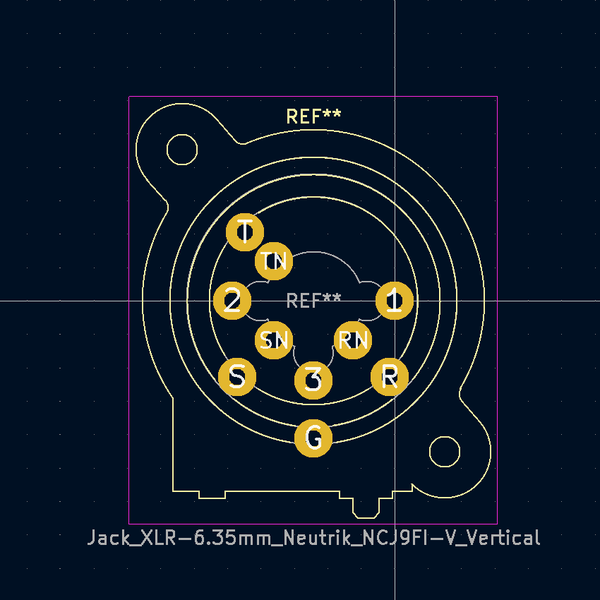 REF**
T
TN
2
REF**
1
SN
RN
S
3
R
G
Jack_XLR-6.35mm_Neutrik_NCJ9FI-V_Vertical